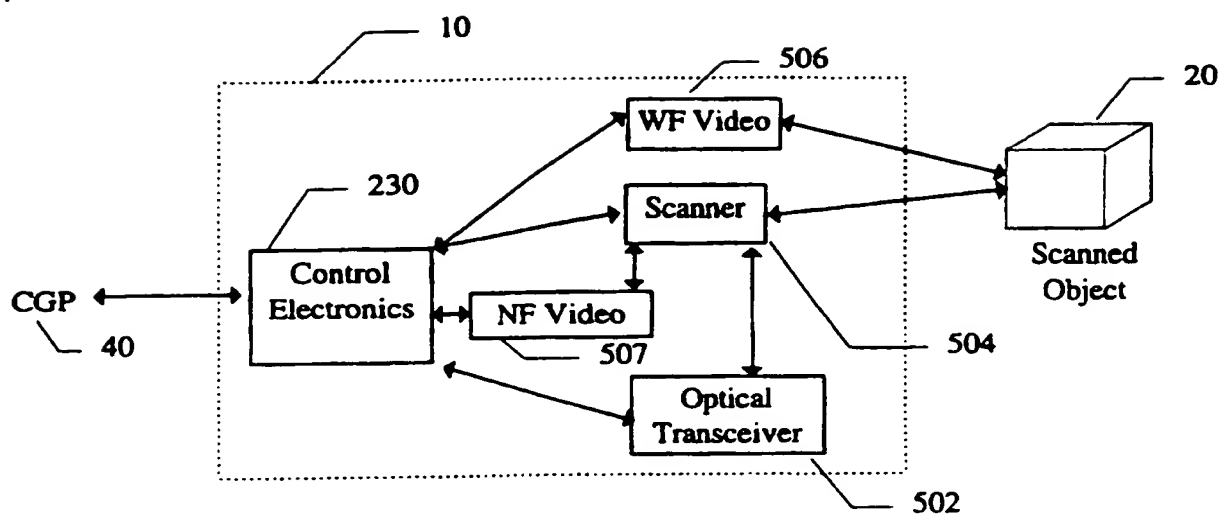 10
506
20
WF Video
230
Scanner
Control
Electronics
Scanned
Object
CGP
NF Video
40
507
504
Optical
Transceiver
502